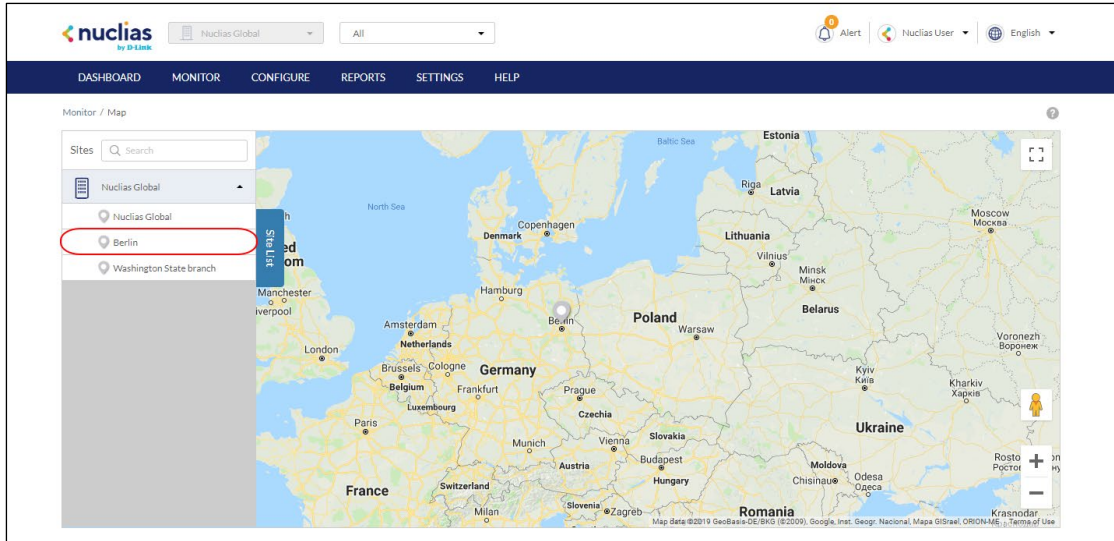 nuclias
by D-Link
Nuclias Global
All
0
Alert
Nuclias User
English
DASHBOARD MONITOR CONFIGURE REPORTS SETTINGS HELP
Monitor / Map
?
Sites
Search
Nuclias Global
Nuclias Global
Berlin
Washington State branch
Site List
Baltic Sea
Estonia
Riga
Latvia
North Sea
Moscow
Москва
Copenhagen
Denmark
Lithuania
Vilnius
Minsk
Мінск
Manchester
Hamburg
Belarus
Berlin
Poland
Warsaw
Amsterdam
Netherlands
Voronezh
Воронеж
London
Brussels
Cologne
Germany
Belgium
Frankfurt
Prague
Kyiv
Київ
Kharkiv
Харків
Luxembourg
Czechia
Paris
Ukraine
Munich
Vienna
Slovakia
Austria
Budapest
Hungary
Moldova
Chisinau
Odesa
Одеса
Switzerland
France
Milan
Slovenia
Zagreb
Romania
Krasnodar
Map data ©2019 GeoBasis-DE/BKG (©2009), Google, Inst. Geogr. Nacional, Mapa GISrael, ORION-ME
Terms of Use